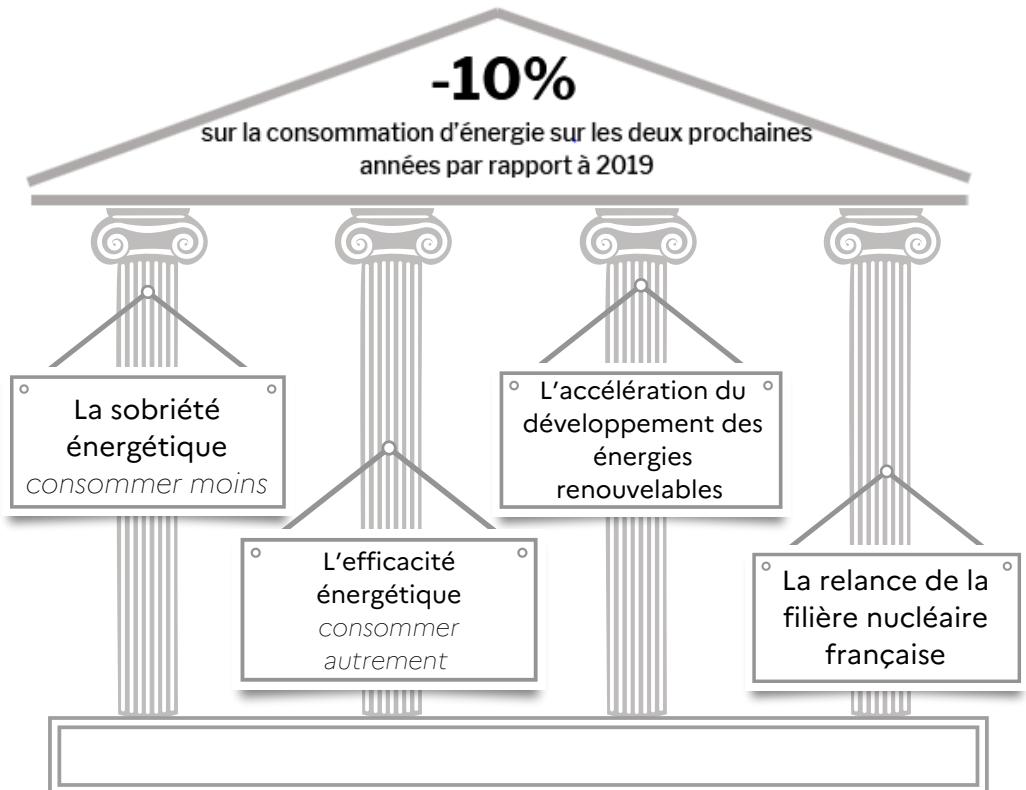 -10%
sur la consommation d'énergie sur les deux prochaines
années par rapport à 2019
La sobriété
énergétique
consommer moins
L'efficacité
énergétique
consommer
autrement
L'accélération du
développement des
énergies
renouvelables
La relance de la
filière nucléaire
française